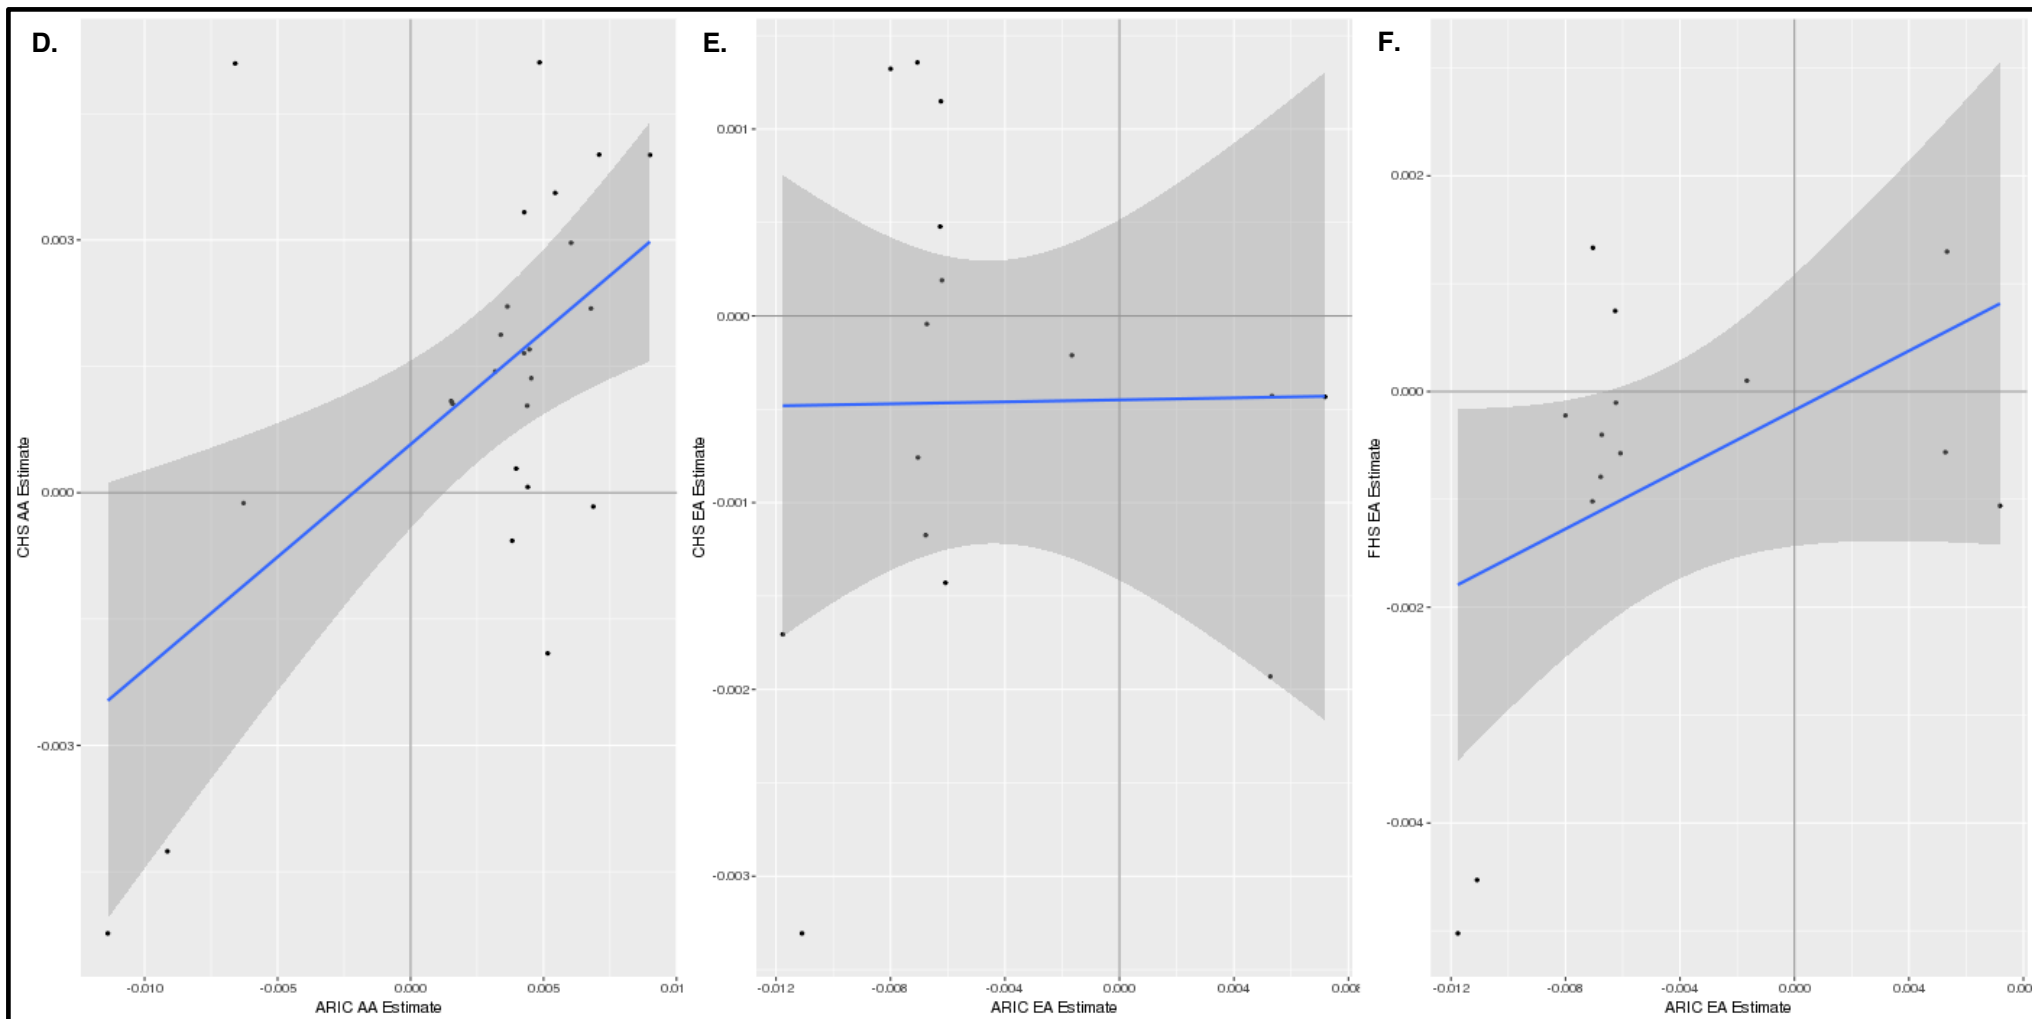 D.
0.003
0.000
-0.003
CHS AA Estimate
-0.010 -0.005 0.000 0.005 0.01
ARIC AA Estimate
E.
0.001
0.000
-0.001
-0.002
-0.003
CHS EA Estimate
-0.012 -0.008 -0.004 0.000 0.004
ARIC EA Estimate
F.
0.002
0.000
-0.002
-0.004
FHS EA Estimate
-0.012 -0.008 -0.004 0.000 0.004 0.00
ARIC EA Estimate